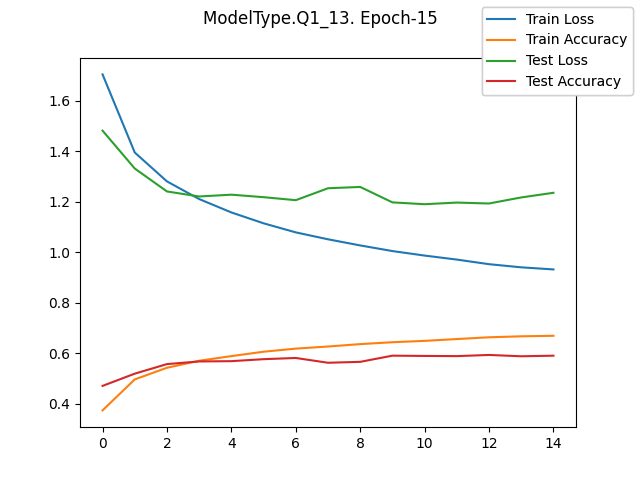 ModelType.Q1_13. Epoch-15
Train Loss
Train Accuracy
Test Loss
Test Accuracy
1.6
1.4
1.2
1.0
0.8
0.6
0.4
0 2 4 6 8 10 12 14